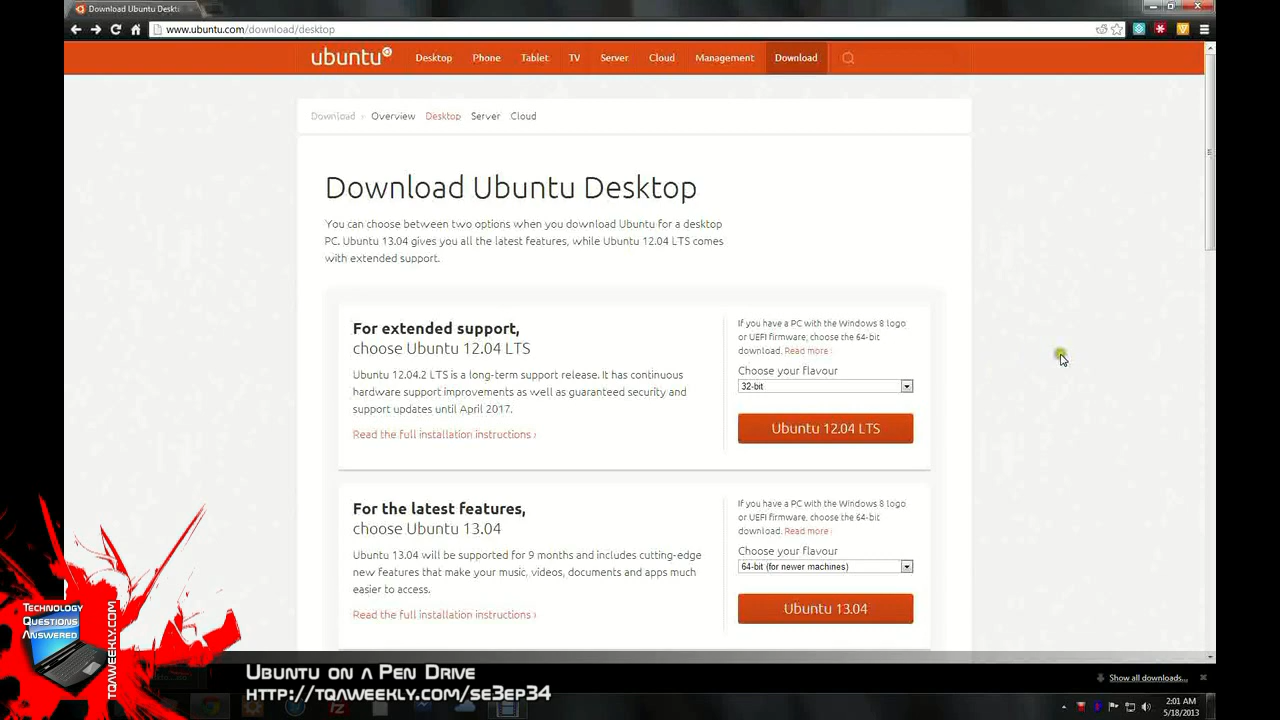 Download Ubuntu Deskt
www.ubuntu.com/download/desktop
ubuntu
Desktop
Phone
Tablet
TV
Server
Cloud
Management
Download
Download
Overview
Desktop
Server
Cloud
Download Ubuntu Desktop
You can choose between two options when you download Ubuntu for a desktop
PC. Ubuntu 13.04 gives you all the latest features, while Ubuntu 12.04 LTS comes
with extended support.
For extended support,
choose Ubuntu 12.04 LTS
Ubuntu 12.04.2 LTS is a long-term support release. It has continuous
hardware support improvements as well as guaranteed security and
support updates until April 2017.
Read the full installation instructions ›
If you have a PC with the Windows 8 logo
or UEFI firmware, choose the 64-bit
download. Read more ›
Choose your flavour
32-bit
Ubuntu 12.04 LTS
For the latest features,
choose Ubuntu 13.04
Ubuntu 13.04 will be supported for 9 months and includes cutting-edge
new features that make your music, videos, documents and apps much
easier to access.
Read the full installation instructions ›
If you have a PC with the Windows 8 logo
or UEFI firmware, choose the 64-bit
download. Read more ›
Choose your flavour
64-bit (for newer machines)
Ubuntu 13.04
Technology
Questions
Answered
TQAWEEKLY.COM
Ubuntu on a Pen Drive
http://tqaweekly.com/se3ep34
Show all downloads...
2:01 AM
5/18/2013